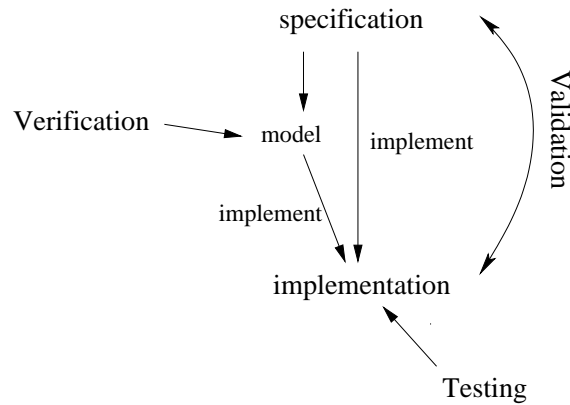 specification
Validation
Verification
model
implement
implement
implementation
Testing